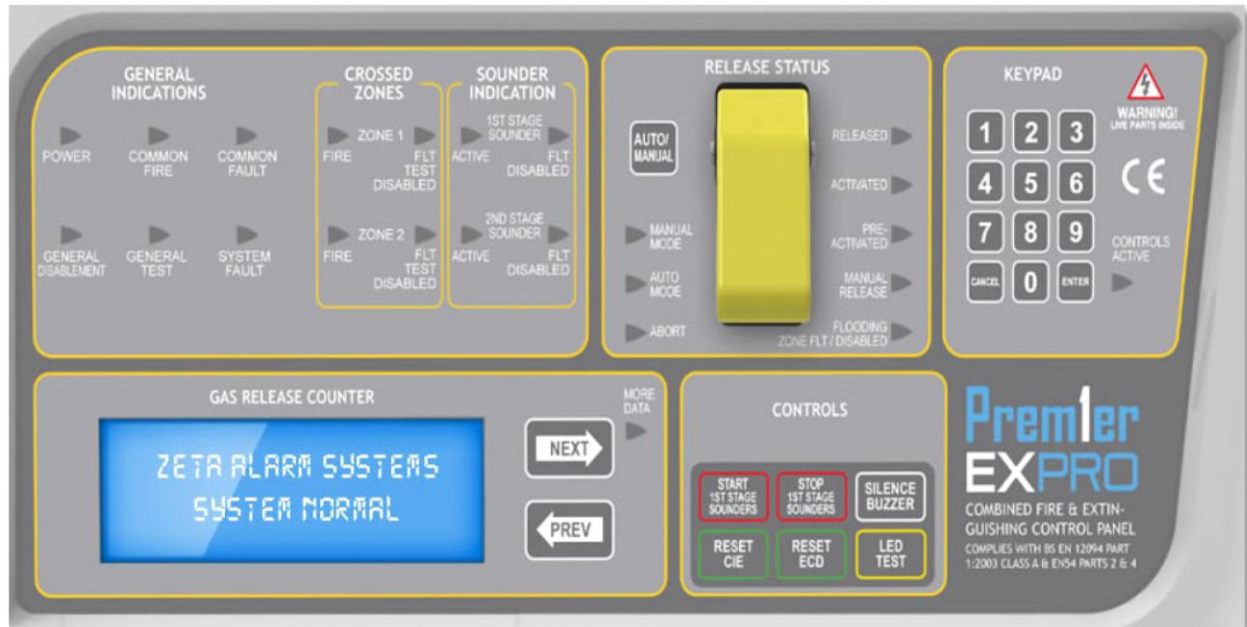 GENERAL
INDICATIONS
POWER
COMMON
FIRE
COMMON
FAULT
GENERAL
DISABLEMENT
GENERAL
TEST
SYSTEM
FAULT
CROSSED
ZONES
ZONE 1
FIRE
FLT
TEST
DISABLED
ZONE 2
FIRE
FLT
TEST
DISABLED
SOUNDER
INDICATION
1ST STAGE
SOUNDER
ACTIVE
FLT
DISABLED
2ND STAGE
SOUNDER
ACTIVE
FLT
DISABLED
RELEASE STATUS
AUTO/
MANUAL
MANUAL
MODE
AUTO
MODE
ABORT
RELEASED
ACTIVATED
PRE-
ACTIVATED
MANUAL
RELEASE
FLOODING
ZONE FLT / DISABLED
KEYPAD
1 2 3
4 5 6
7 8 9
CANCEL 0 ENTER
WARNING!
LIVE PARTS INSIDE
CE
CONTROLS
ACTIVE
GAS RELEASE COUNTER
ZETA ALARM SYSTEMS
SYSTEM NORMAL
MORE
DATA
NEXT
PREV
CONTROLS
START
1ST STAGE
SOUNDERS
STOP
1ST STAGE
SOUNDERS
SILENCE
BUZZER
RESET
CIE
RESET
ECD
LED
TEST
Prem1er
EXPRO
COMBINED FIRE & EXTIN-
GUISHING CONTROL PANEL
COMPLIES WITH BS EN 12094 PART
1:2003 CLASS A & EN54 PARTS 2 & 4